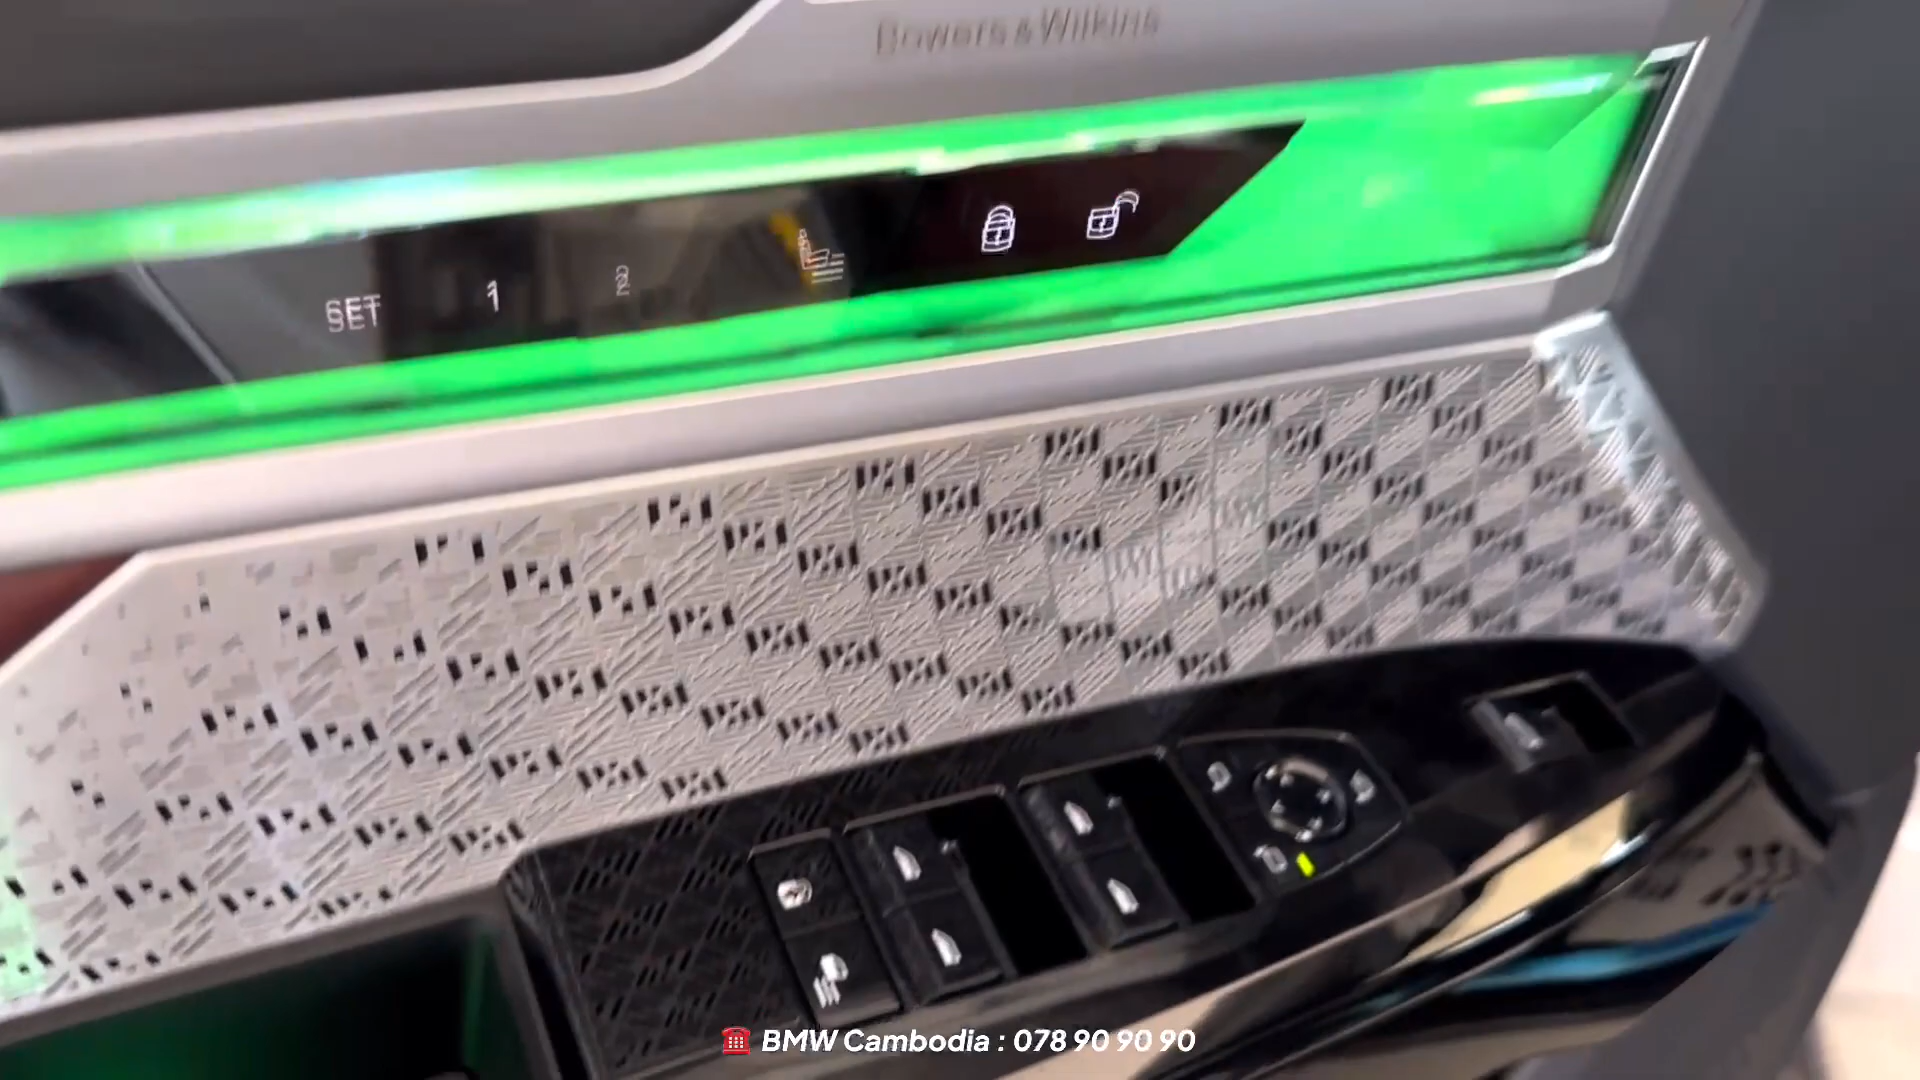 Bowers & Wilkins
SET 1 2
☎️ BMW Cambodia : 078 90 90 90